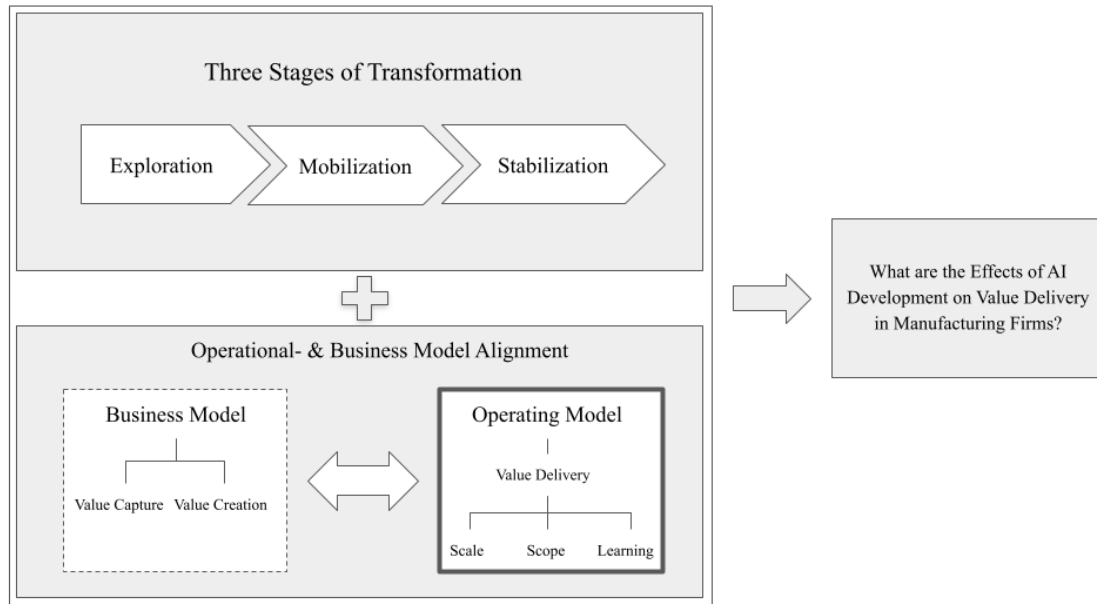 Three Stages of Transformation
Exploration
Mobilization
Stabilization
Operational- & Business Model Alignment
Business Model
Value Capture
Value Creation
Operating Model
Value Delivery
Scale
Scope
Learning
What are the Effects of AI
Development on Value Delivery
in Manufacturing Firms?